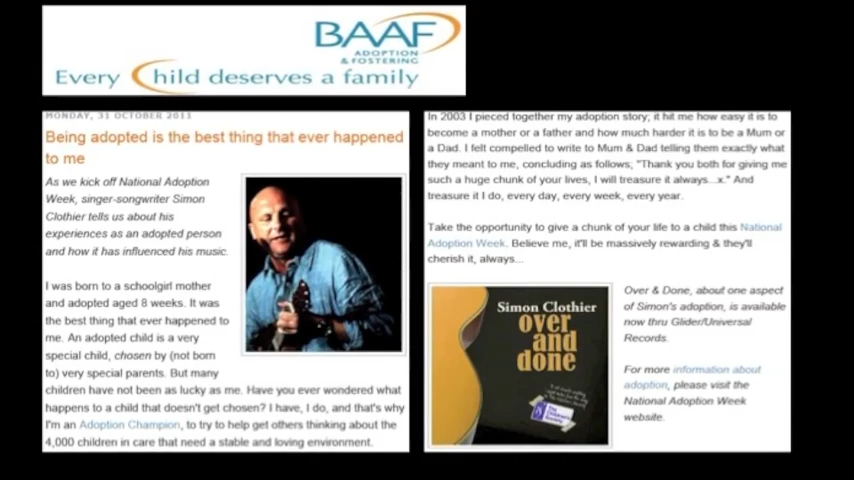 BAAF
ADOPTION
& FOSTERING
Every Child deserves a family
MONDAY, 31 OCTOBER 2011
Being adopted is the best thing that ever happened
to me
As we kick off National Adoption
Week, singer-songwriter Simon
Clothier tells us about his
experiences as an adopted person
and how it has influenced his music.
I was born to a schoolgirl mother
and adopted aged 8 weeks. It was
the best thing that ever happened to
me. An adopted child is a very
special child, chosen by (not born
to) very special parents. But many
children have not been as lucky as me. Have you ever wondered what
happens to a child that doesn't get chosen? I have, I do, and that's why
I'm an Adoption Champion, to try to help get others thinking about the
4,000 children in care that need a stable and loving environment.
In 2003 I pieced together my adoption story; it hit me how easy it is to
become a mother or a father and how much harder it is to be a Mum or
a Dad. I felt compelled to write to Mum & Dad telling them exactly what
they meant to me, concluding as follows; "Thank you both for giving me
such a huge chunk of your lives, I will treasure it always...x." And
treasure it I do, every day, every week, every year.
Take the opportunity to give a chunk of your life to a child this National
Adoption Week. Believe me, it'll be massively rewarding & they'll
cherish it, always...
Simon Clothier
over
and
done
The Children's
Society
Over & Done, about one aspect
of Simon's adoption, is available
now thru Glider/Universal
Records.
For more information about
adoption, please visit the
National Adoption Week
website.